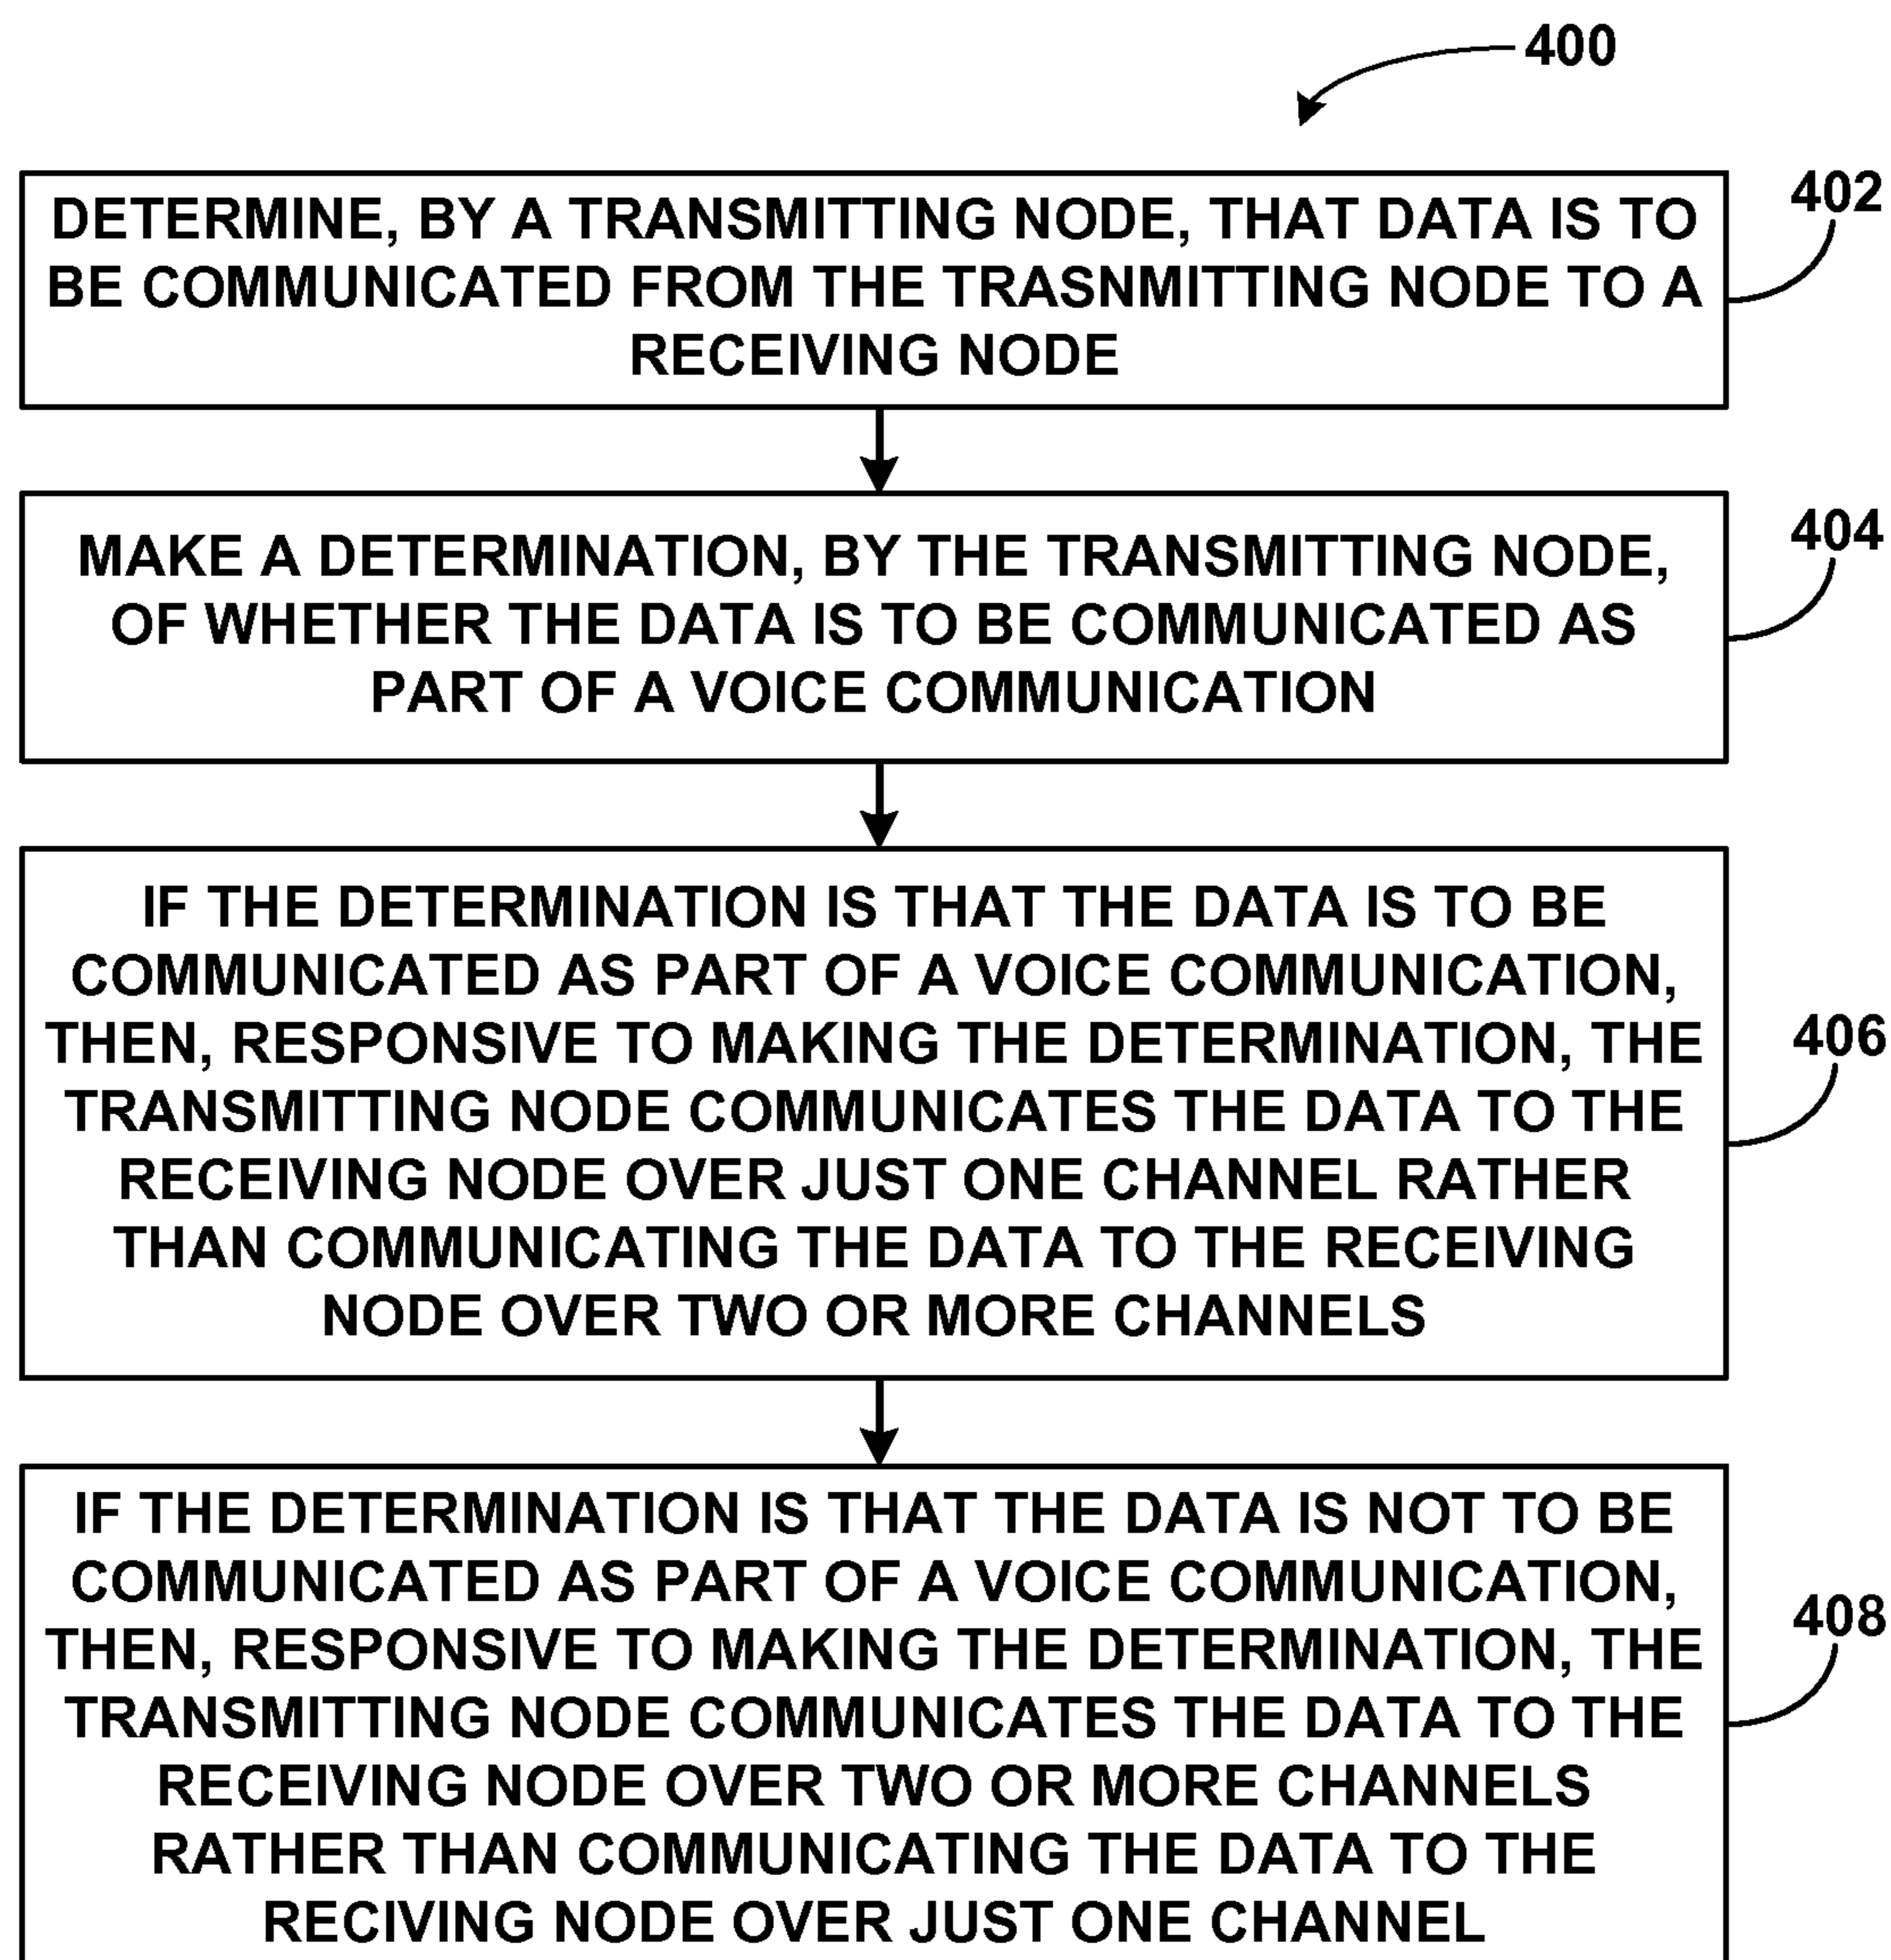 400
402
DETERMINE, BY A TRANSMITTING NODE, THAT DATA IS TO
BE COMMUNICATED FROM THE TRASNMITTING NODE TO A
RECEIVING NODE
404
MAKE A DETERMINATION, BY THE TRANSMITTING NODE,
OF WHETHER THE DATA IS TO BE COMMUNICATED AS
PART OF A VOICE COMMUNICATION
406
IF THE DETERMINATION IS THAT THE DATA IS TO BE
COMMUNICATED AS PART OF A VOICE COMMUNICATION,
THEN, RESPONSIVE TO MAKING THE DETERMINATION, THE
TRANSMITTING NODE COMMUNICATES THE DATA TO THE
RECEIVING NODE OVER JUST ONE CHANNEL RATHER
THAN COMMUNICATING THE DATA TO THE RECEIVING
NODE OVER TWO OR MORE CHANNELS
408
IF THE DETERMINATION IS THAT THE DATA IS NOT TO BE
COMMUNICATED AS PART OF A VOICE COMMUNICATION,
THEN, RESPONSIVE TO MAKING THE DETERMINATION, THE
TRANSMITTING NODE COMMUNICATES THE DATA TO THE
RECEIVING NODE OVER TWO OR MORE CHANNELS
RATHER THAN COMMUNICATING THE DATA TO THE
RECIVING NODE OVER JUST ONE CHANNEL